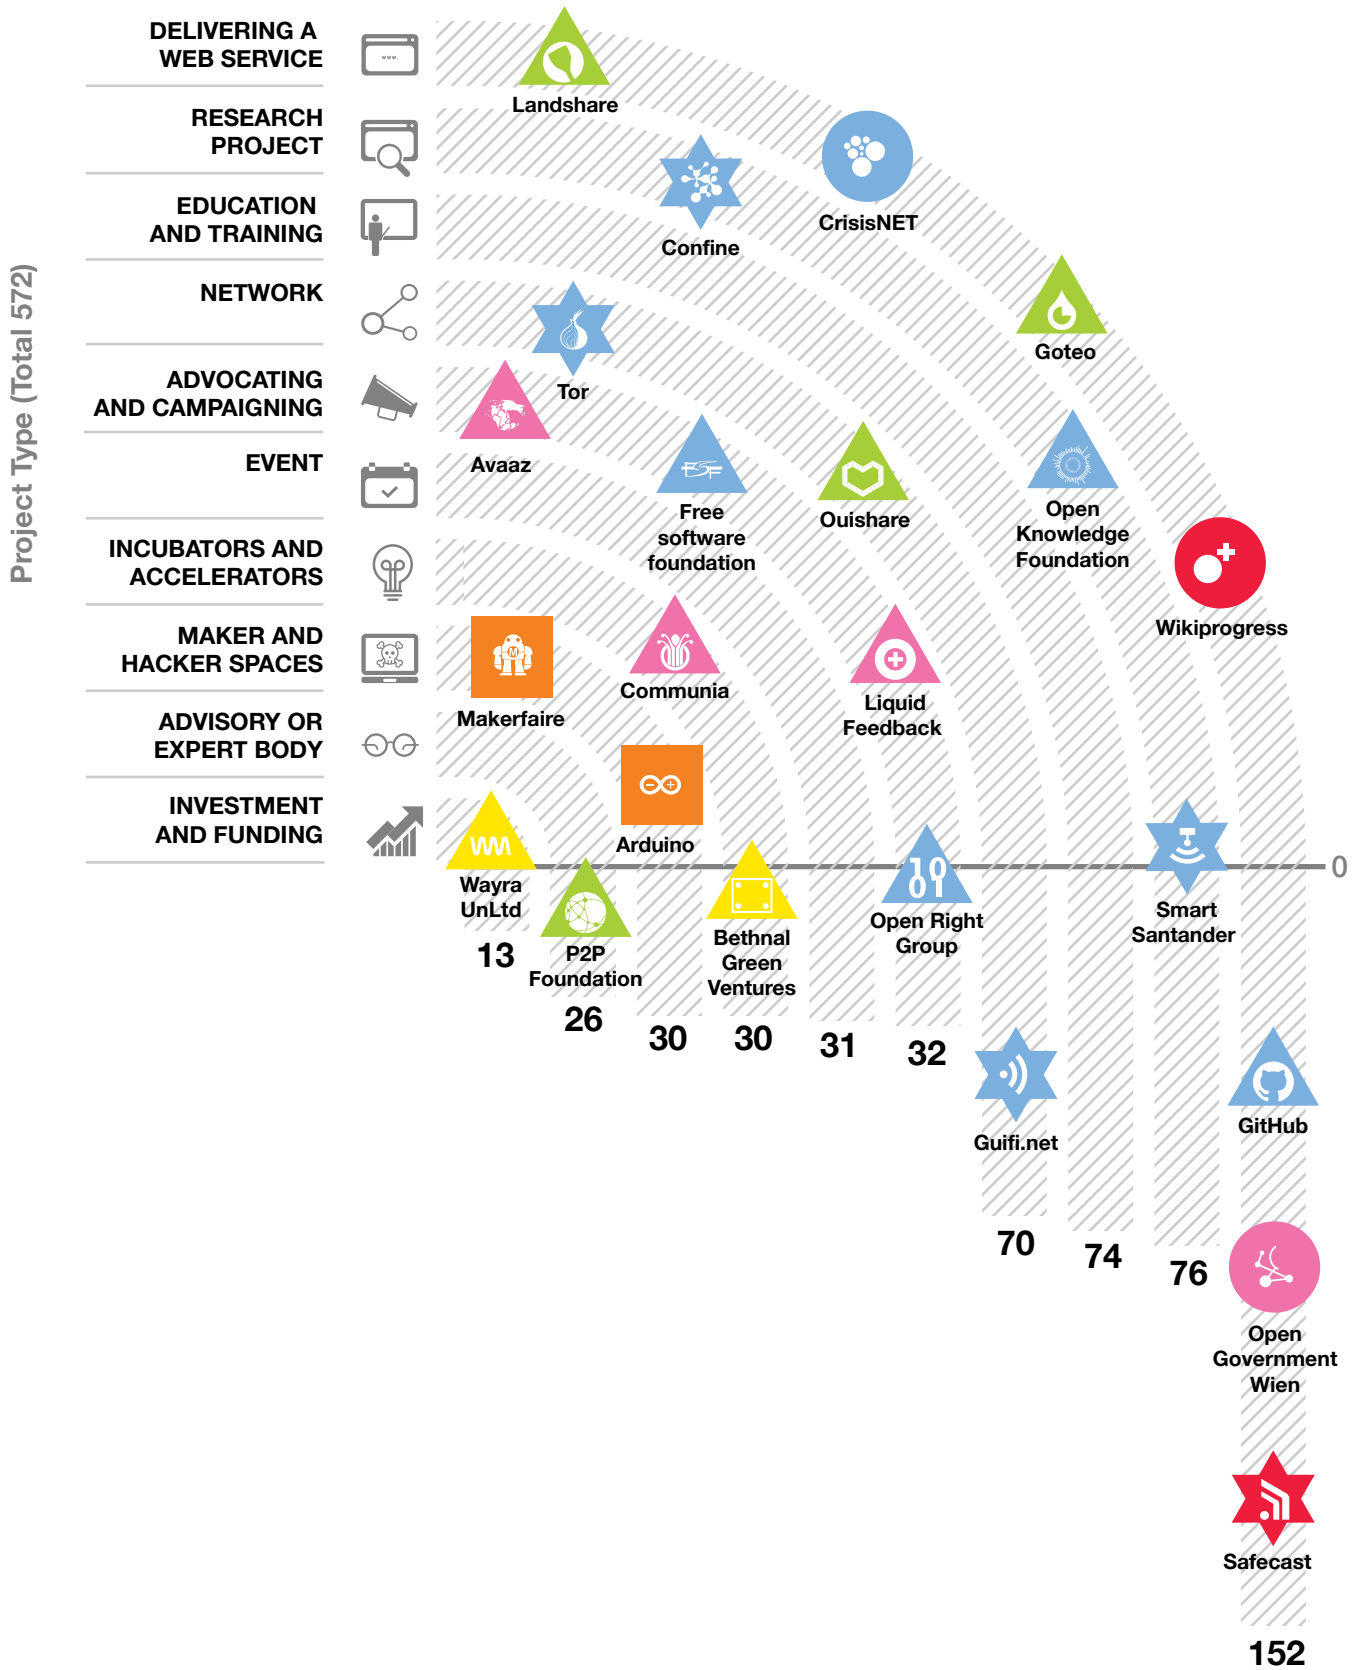 Project Type (Total 572)
DELIVERING A
WEB SERVICE
www.
RESEARCH
PROJECT
EDUCATION
AND TRAINING
NETWORK
ADVOCATING
AND CAMPAIGNING
EVENT
INCUBATORS AND
ACCELERATORS
MAKER AND
HACKER SPACES
ADVISORY OR
EXPERT BODY
INVESTMENT
AND FUNDING
Landshare
CrisisNET
Confine
Goteo
Tor
Avaaz
FSF
Free
software
foundation
Ouishare
Open
Knowledge
Foundation
Wikiprogress
M
Makerfaire
Communia
Liquid
Feedback
Arduino
0
Wayra
UnLtd
13
P2P
Foundation
26
30
Bethnal
Green
Ventures
30
31
10
01
Open Right
Group
32
Smart
Santander
Guifi.net
70
74
76
GitHub
Open
Government
Wien
Safecast
152